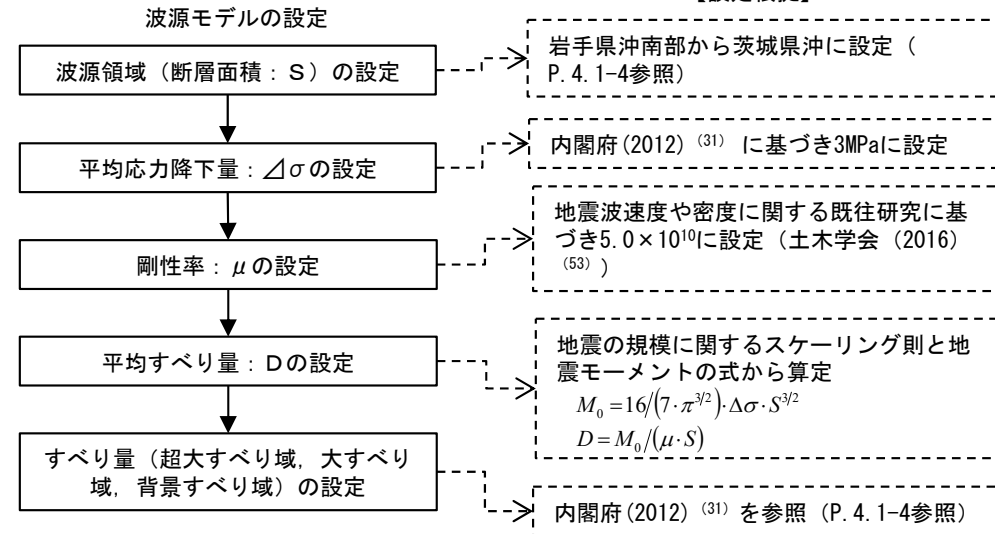 波源モデルの設定
波源領域（断層面積：Ｓ）の設定
岩手県沖南部から茨城県沖に設定（
P.4.1-4参照）
平均応力降下量：⊿σの設定
内閣府(2012) (31) に基づき3MPaに設定
剛性率：μの設定
地震波速度や密度に関する既往研究に基
づき5.0×10¹⁰に設定（土木学会（2016）
(53) ）
平均すべり量：Ｄの設定
地震の規模に関するスケーリング則と地
震モーメントの式から算定
M₀=16/(7·π^{3/2})·Δσ·S^{3/2}
D=M₀/(μ·S)
すべり量（超大すべり域，大すべり
域，背景すべり域）の設定
内閣府(2012) (31) を参照（P.4.1-4参照）